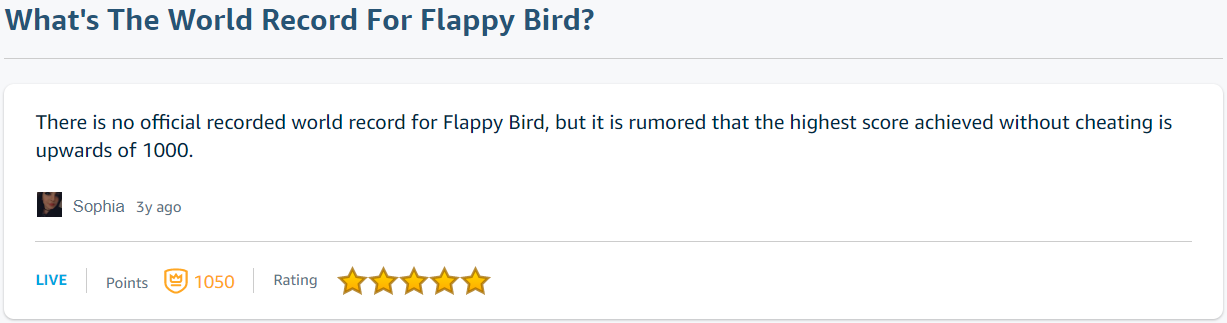 What's The World Record For Flappy Bird?
There is no official recorded world record for Flappy Bird, but it is rumored that the highest score achieved without cheating is
upwards of 1000.
Sophia 3y ago
LIVE Points 1050 Rating